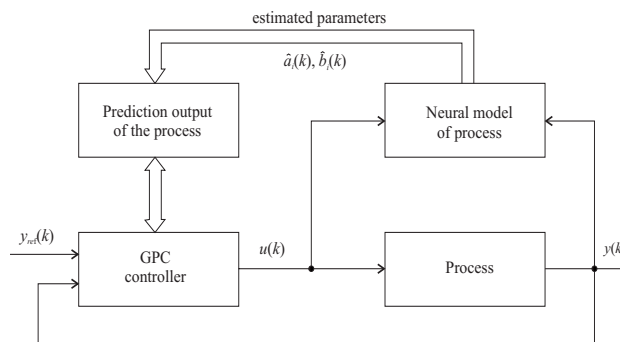 estimated parameters
âᵢ(k), b̂ᵢ(k)
Prediction output
of the process
Neural model
of process
y_ref(k)
GPC
controller
u(k)
Process
y(k